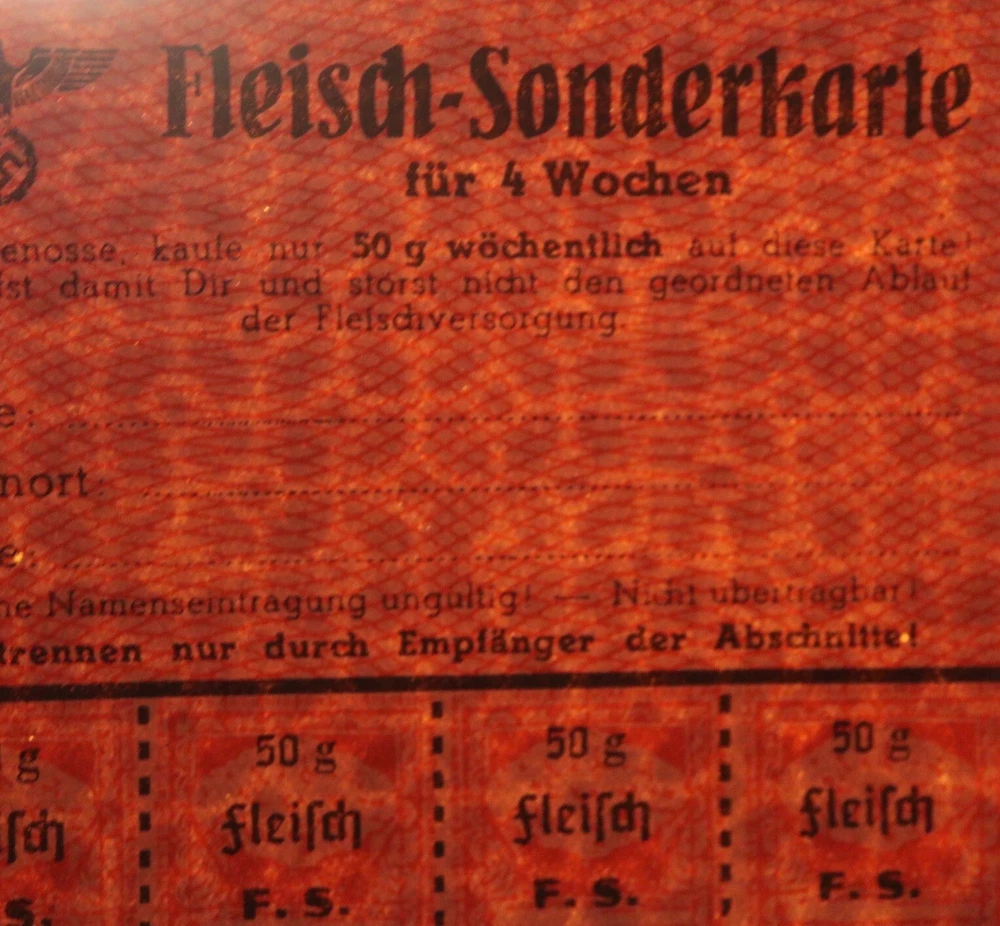 Fleisch-Sonderkarte
für 4 Wochen
enosse, kaufe nur 50 g wöchentlich auf diese Karte!
ist damit Dir und störst nicht den geordneten Ablauf
der Fleischversorgung.
e:
nort:
e:
ne Namenseintragung ungültig! — Nicht übertragbar!
trennen nur durch Empfänger der Abschnitte!
g 50 g 50 g 50 g
iſch Fleiſch Fleiſch Fleiſch
S. F. S. F. S. F. S.